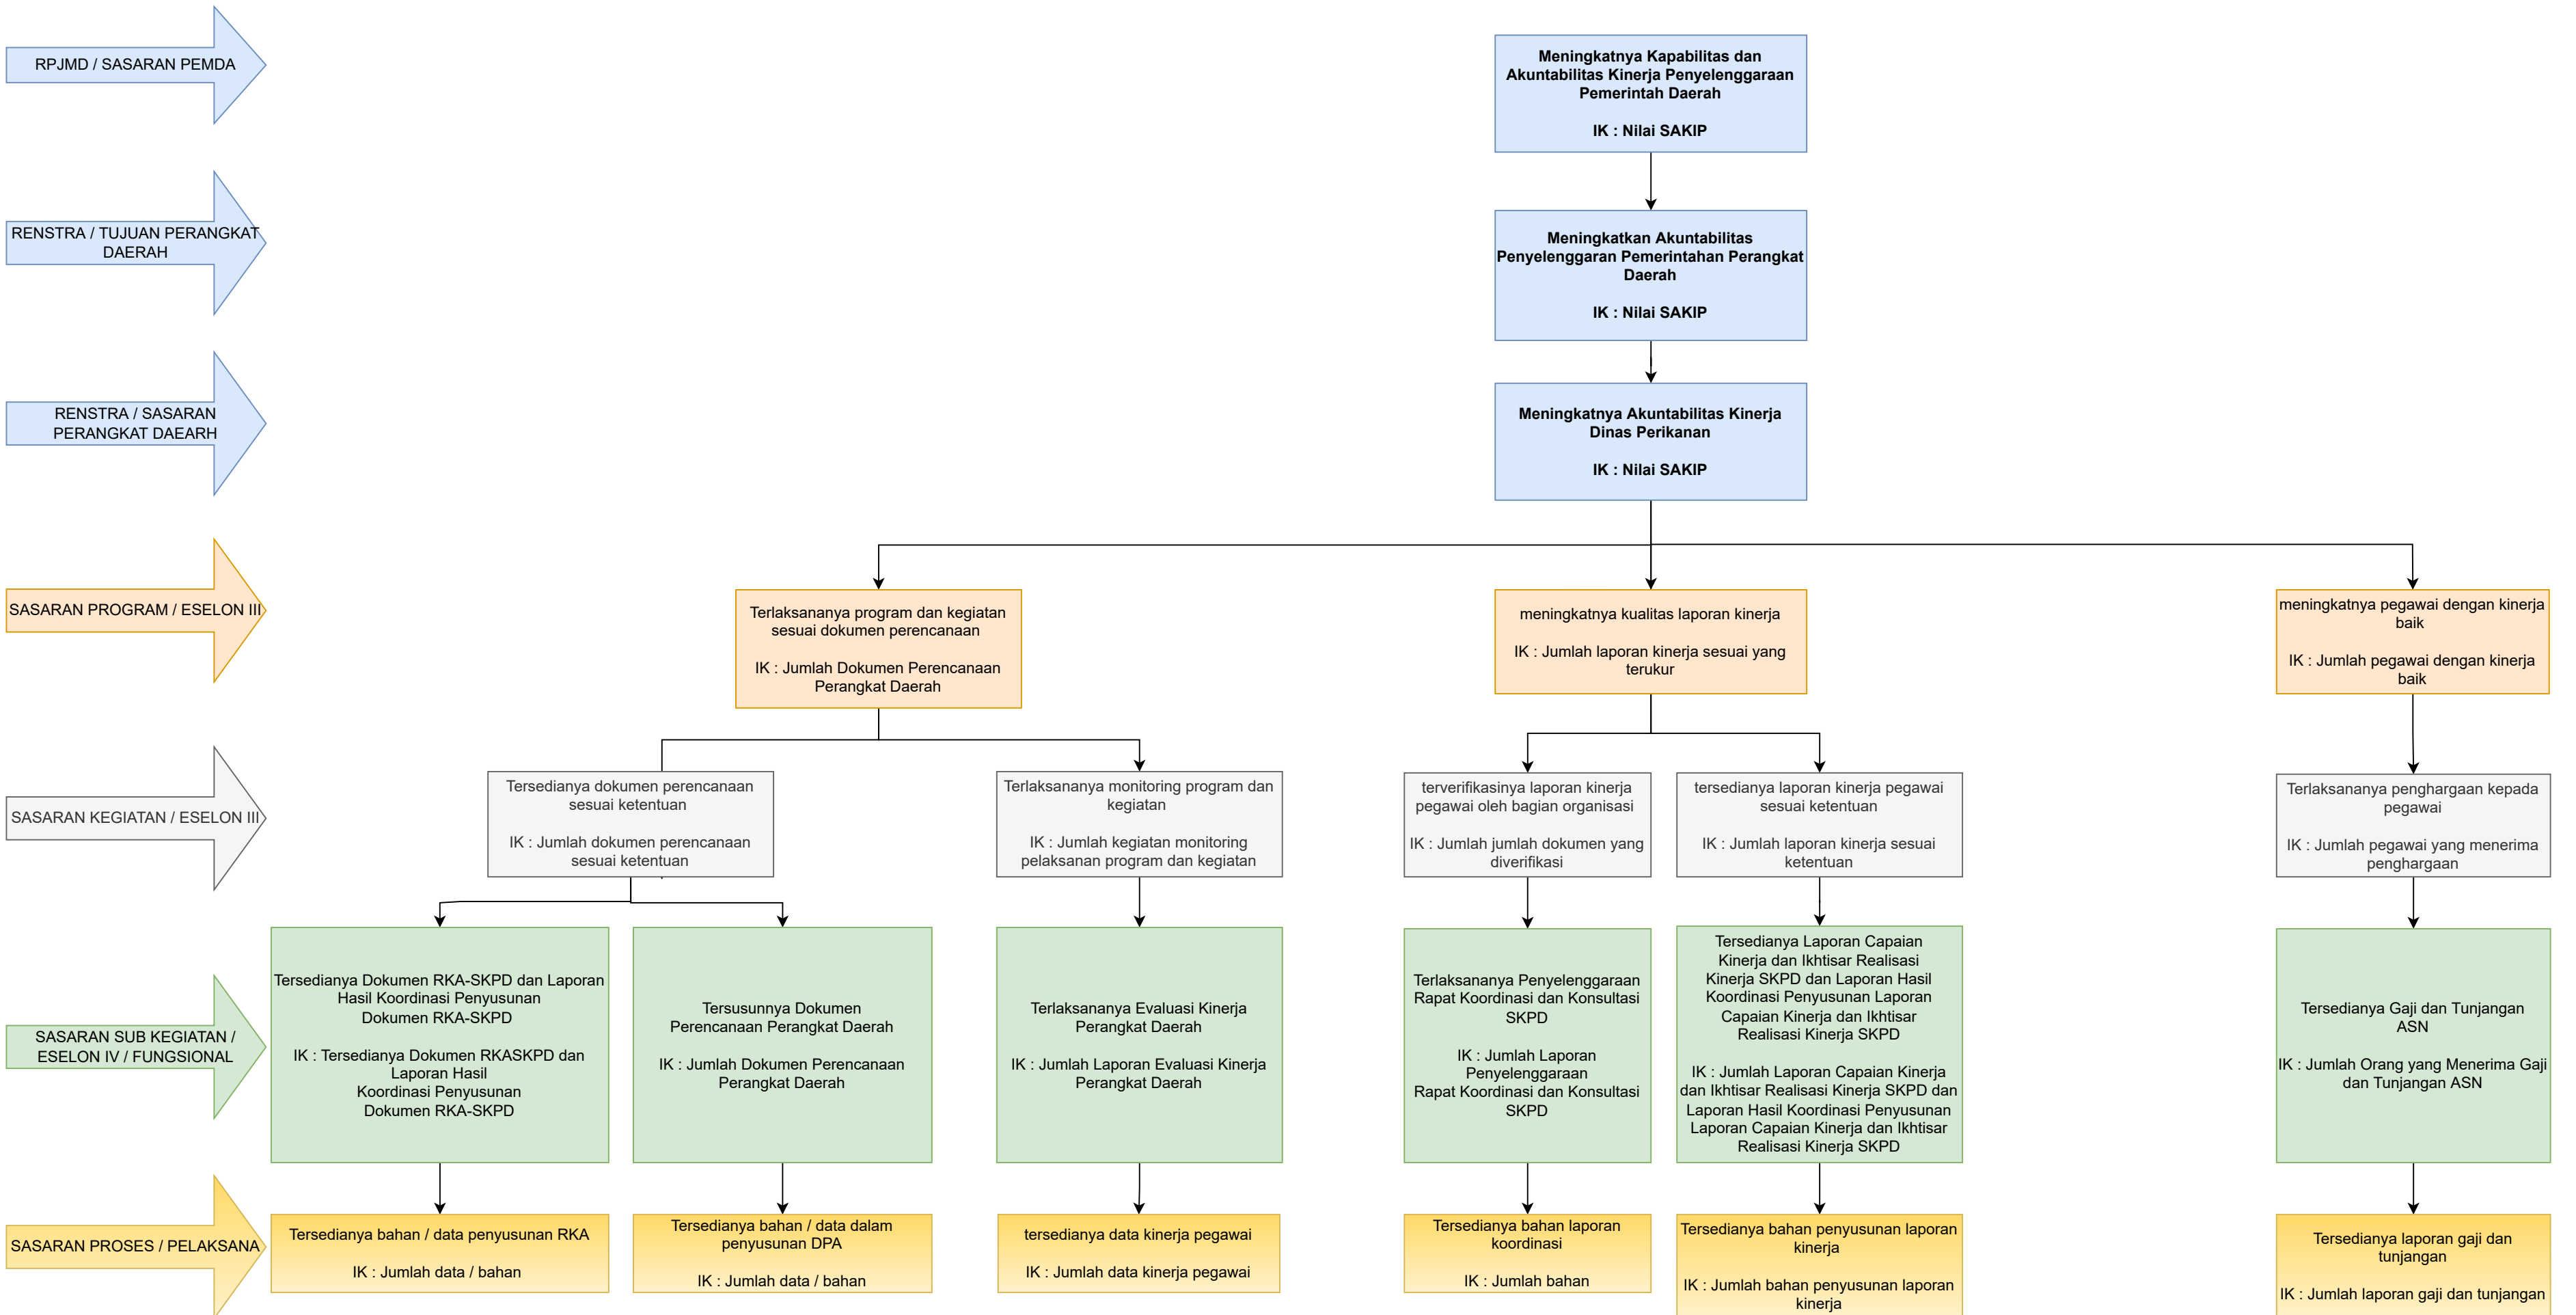 RPJMD / SASARAN PEMDA
Meningkatnya Kapabilitas dan
Akuntabilitas Kinerja Penyelenggaraan
Pemerintah Daerah
IK : Nilai SAKIP
RENSTRA / TUJUAN PERANGKAT
DAERAH
Meningkatkan Akuntabilitas
Penyelenggaran Pemerintahan Perangkat
Daerah
IK : Nilai SAKIP
RENSTRA / SASARAN
PERANGKAT DAEARH
Meningkatnya Akuntabilitas Kinerja
Dinas Perikanan
IK : Nilai SAKIP
SASARAN PROGRAM / ESELON III
Terlaksananya program dan kegiatan
sesuai dokumen perencanaan
IK : Jumlah Dokumen Perencanaan
Perangkat Daerah
meningkatnya kualitas laporan kinerja
IK : Jumlah laporan kinerja sesuai yang
terukur
meningkatnya pegawai dengan kinerja
baik
IK : Jumlah pegawai dengan kinerja
baik
SASARAN KEGIATAN / ESELON III
Tersedianya dokumen perencanaan
sesuai ketentuan
IK : Jumlah dokumen perencanaan
sesuai ketentuan
Terlaksananya monitoring program dan
kegiatan
IK : Jumlah kegiatan monitoring
pelaksanan program dan kegiatan
terverifikasinya laporan kinerja
pegawai oleh bagian organisasi
IK : Jumlah jumlah dokumen yang
diverifikasi
tersedianya laporan kinerja pegawai
sesuai ketentuan
IK : Jumlah laporan kinerja sesuai
ketentuan
Terlaksananya penghargaan kepada
pegawai
IK : Jumlah pegawai yang menerima
penghargaan
SASARAN SUB KEGIATAN /
ESELON IV / FUNGSIONAL
Tersedianya Dokumen RKA-SKPD dan Laporan
Hasil Koordinasi Penyusunan
Dokumen RKA-SKPD
IK : Tersedianya Dokumen RKASKPD dan
Laporan Hasil
Koordinasi Penyusunan
Dokumen RKA-SKPD
Tersusunnya Dokumen
Perencanaan Perangkat Daerah
IK : Jumlah Dokumen Perencanaan
Perangkat Daerah
Terlaksananya Evaluasi Kinerja
Perangkat Daerah
IK : Jumlah Laporan Evaluasi Kinerja
Perangkat Daerah
Terlaksananya Penyelenggaraan
Rapat Koordinasi dan Konsultasi
SKPD
IK : Jumlah Laporan
Penyelenggaraan
Rapat Koordinasi dan Konsultasi
SKPD
Tersedianya Laporan Capaian
Kinerja dan Ikhtisar Realisasi
Kinerja SKPD dan Laporan Hasil
Koordinasi Penyusunan Laporan
Capaian Kinerja dan Ikhtisar
Realisasi Kinerja SKPD
IK : Jumlah Laporan Capaian Kinerja
dan Ikhtisar Realisasi Kinerja SKPD dan
Laporan Hasil Koordinasi Penyusunan
Laporan Capaian Kinerja dan Ikhtisar
Realisasi Kinerja SKPD
Tersedianya Gaji dan Tunjangan
ASN
IK : Jumlah Orang yang Menerima Gaji
dan Tunjangan ASN
SASARAN PROSES / PELAKSANA
Tersedianya bahan / data penyusunan RKA
IK : Jumlah data / bahan
Tersedianya bahan / data dalam
penyusunan DPA
IK : Jumlah data / bahan
tersedianya data kinerja pegawai
IK : Jumlah data kinerja pegawai
Tersedianya bahan laporan
koordinasi
IK : Jumlah bahan
Tersedianya bahan penyusunan laporan
kinerja
IK : Jumlah bahan penyusunan laporan
kinerja
Tersedianya laporan gaji dan
tunjangan
IK : Jumlah laporan gaji dan tunjangan